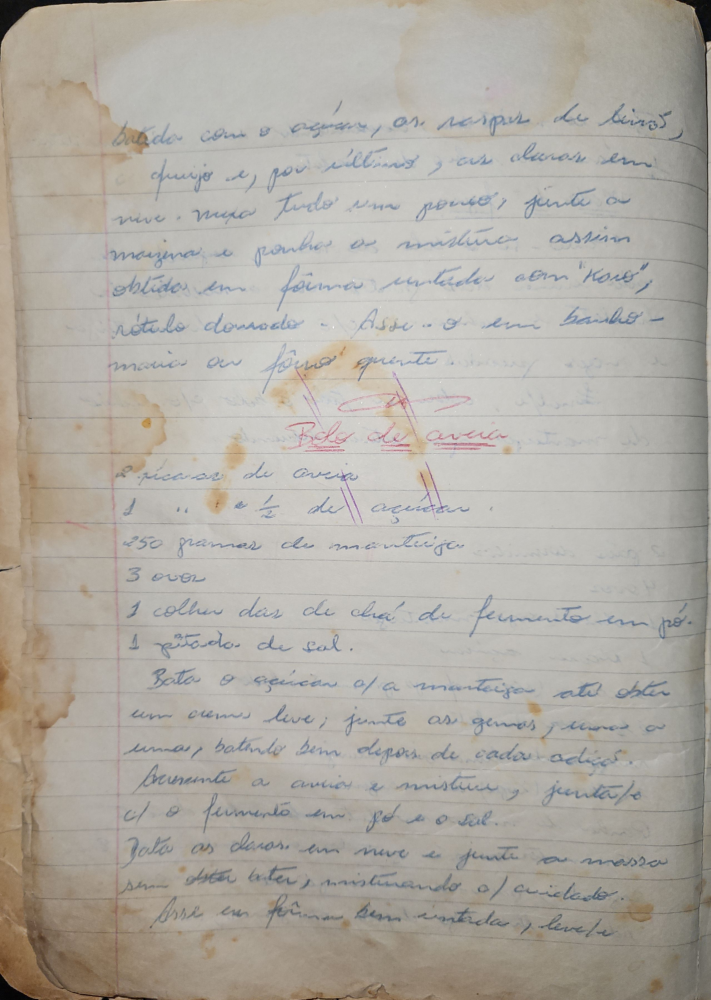 batida com o açúcar, as raspas de limão,
queijo e, por último, as claras em
neve. mexa tudo um pouco, junte a
maizena e ponha a mistura assim
obtida em fôrma untada com "Karo",
rótulo dourado. Asse-o em banho-
maria ou fôrno quente
Bolo de aveia
2 xícaras de aveia
1 " " e 1/2 de açúcar.
250 gramas de manteiga
3 ovos
1 colher das de chá de fermento em pó.
1 pitada de sal.
Bata o açúcar c/ a manteiga até obter
um creme leve; junte as gemas, uma a
uma, batendo bem depois de cada adiçã.
Acrescente a aveia e misture, junta/e
c/ o fermento em pó e o sal.
Bata as claras em neve e junte a massa
sem bater, misturando c/ cuidado.
Asse em fôrma bem untada, leve/e